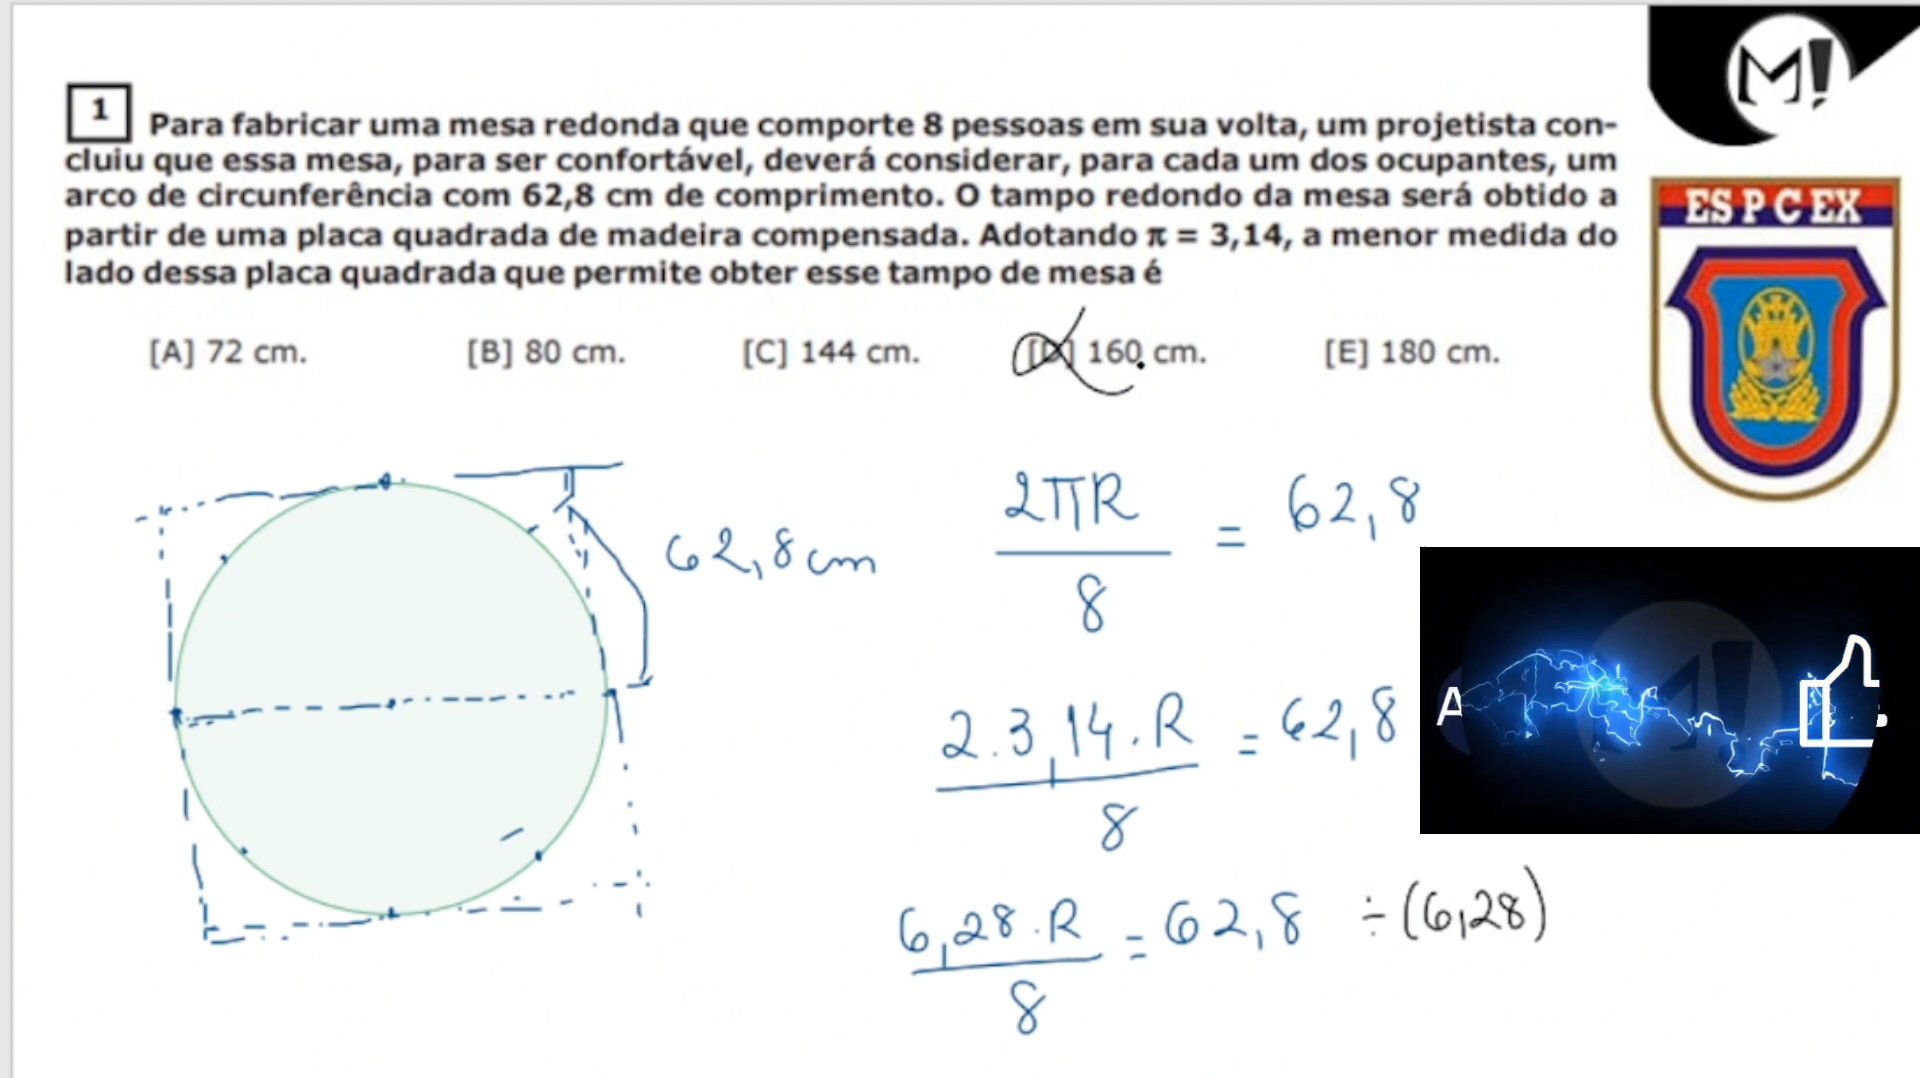 M!
1 Para fabricar uma mesa redonda que comporte 8 pessoas em sua volta, um projetista con-
cluiu que essa mesa, para ser confortável, deverá considerar, para cada um dos ocupantes, um
arco de circunferência com 62,8 cm de comprimento. O tampo redondo da mesa será obtido a
partir de uma placa quadrada de madeira compensada. Adotando π = 3,14, a menor medida do
lado dessa placa quadrada que permite obter esse tampo de mesa é
ESPCEX
[A] 72 cm. [B] 80 cm. [C] 144 cm. [D] 160 cm. [E] 180 cm.
62,8 cm
2πR
= 62,8
8
2.3,14.R
= 62,8
8
A
M!
6,28.R
= 62,8 ÷(6,28)
8